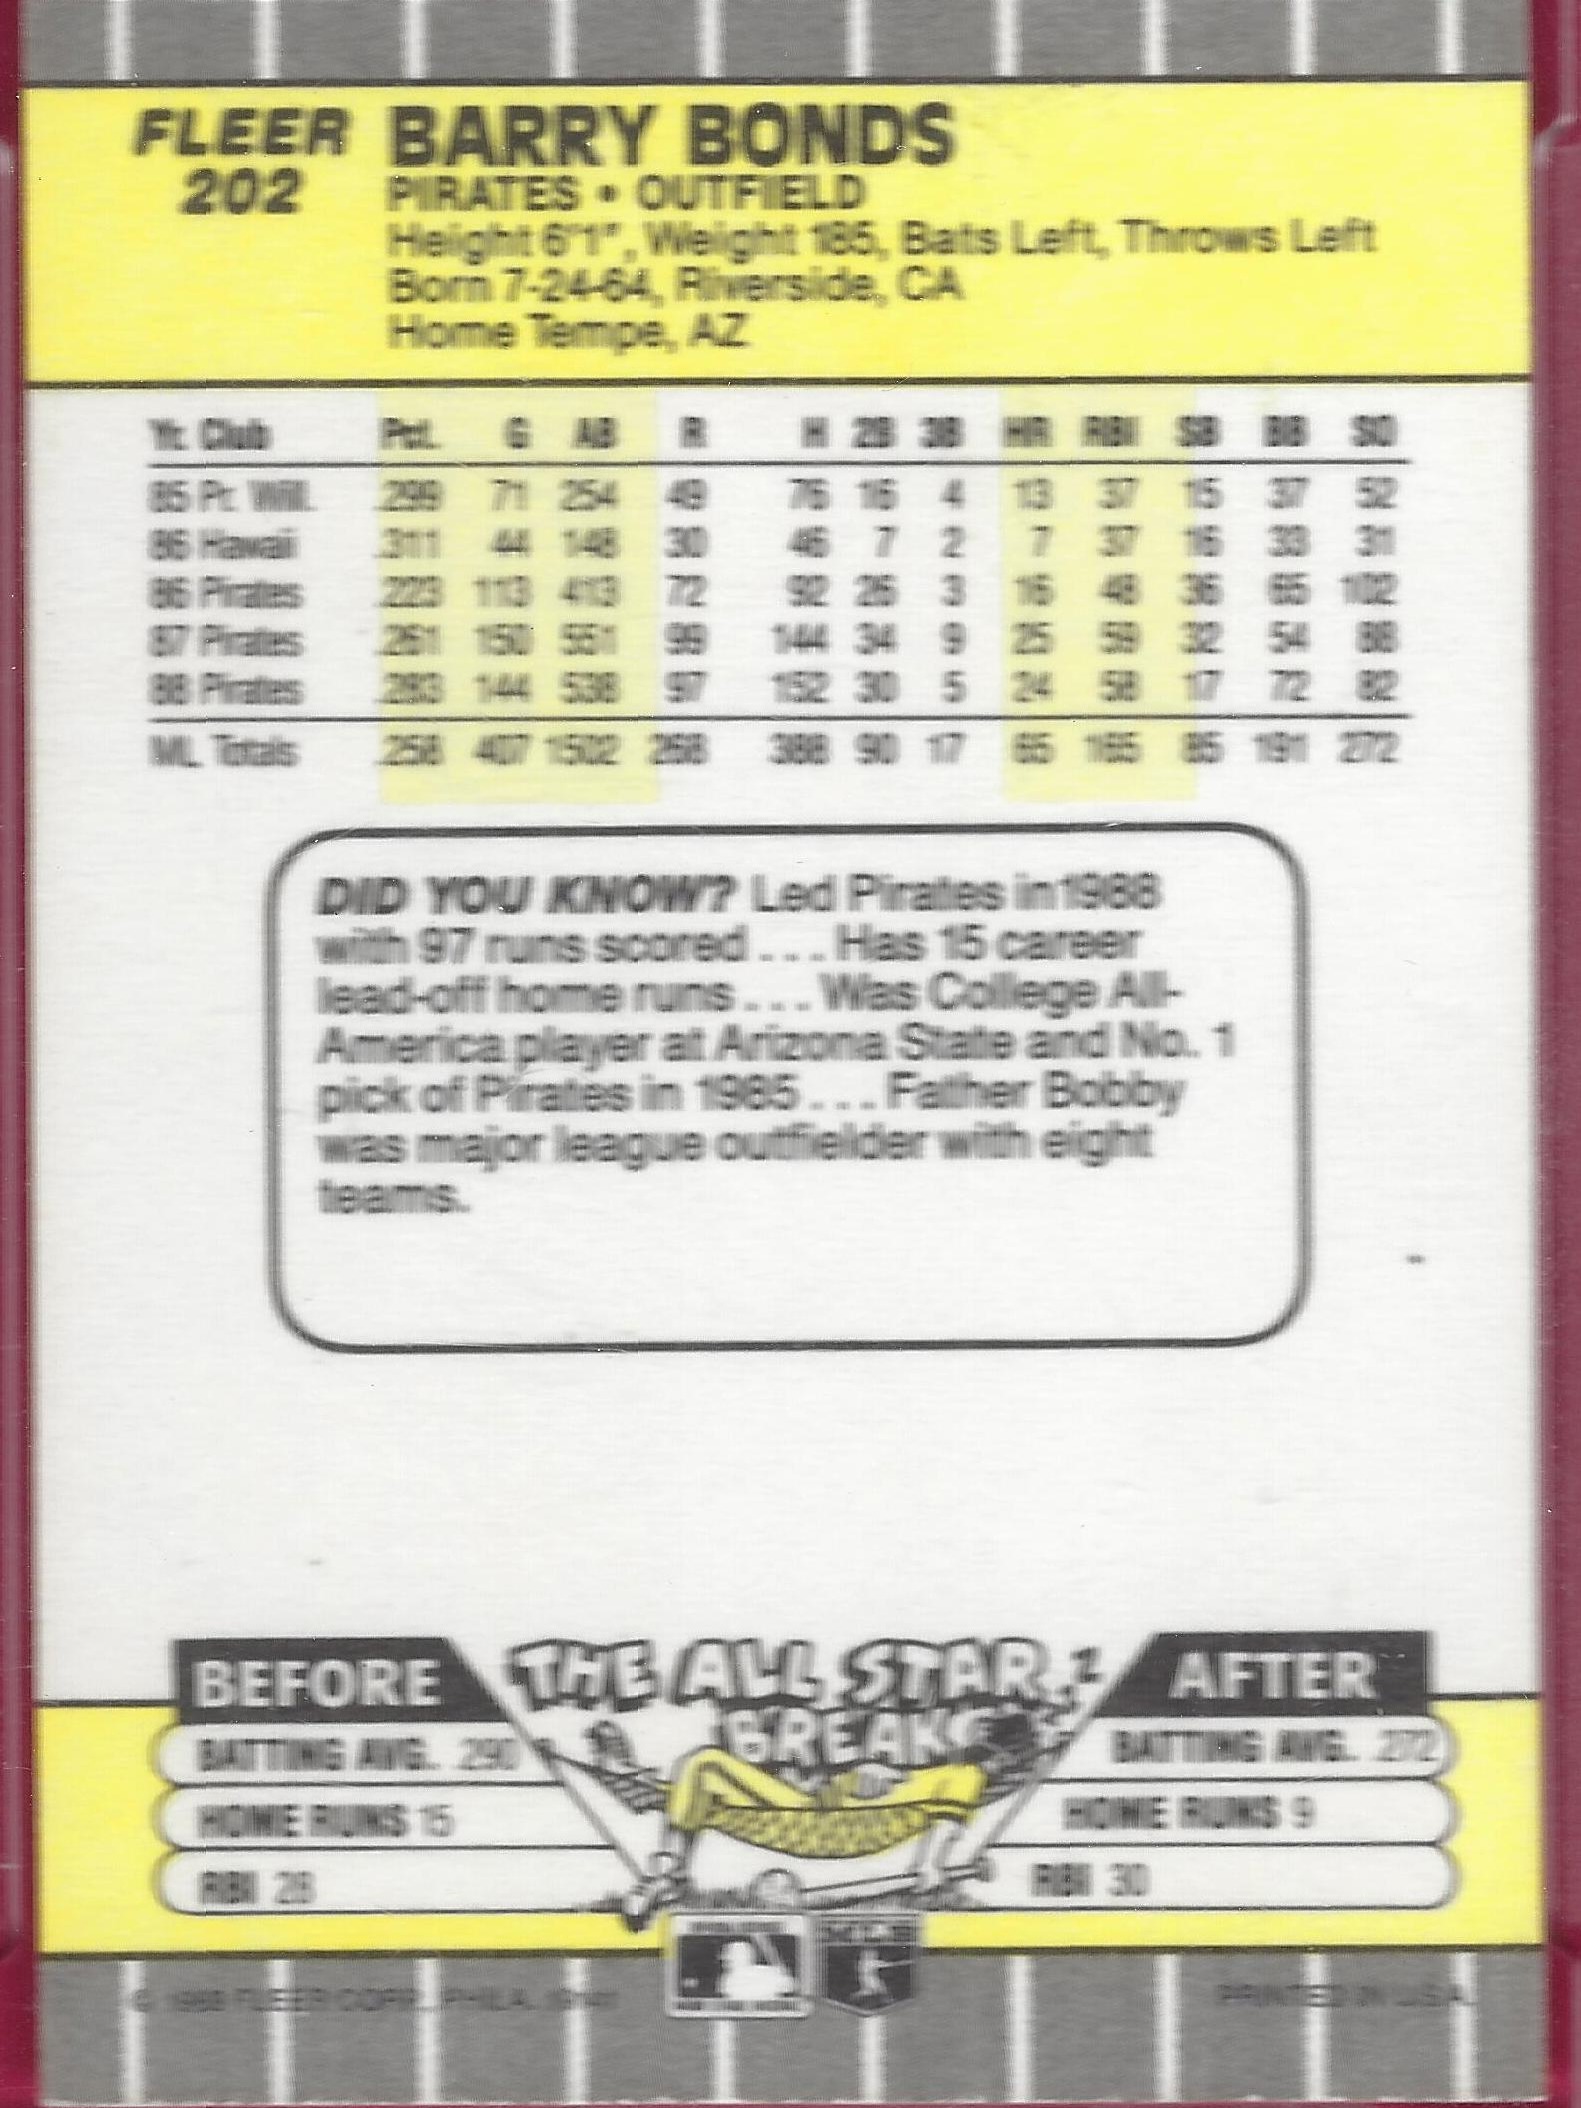 FLEER BARRY BONDS
202 PIRATES • OUTFIELD
Height 6'1", Weight 185, Bats Left, Throws Left
Born 7-24-64, Riverside, CA
Home Tempe, AZ
Yr. Club Pct. G AB R H 2B 3B HR RBI SB BB SO
85 Pr. Will. .299 71 254 49 76 16 4 13 37 15 37 52
86 Hawaii .311 44 148 30 46 7 2 7 37 16 33 31
86 Pirates .223 113 413 72 92 26 3 16 48 36 65 102
87 Pirates .261 150 551 99 144 34 9 25 59 32 54 88
88 Pirates .283 144 538 97 152 30 5 24 58 17 72 82
ML Totals .258 407 1502 268 388 90 17 65 165 85 191 272
DID YOU KNOW? Led Pirates in 1988
with 97 runs scored . . . Has 15 career
lead-off home runs . . . Was College All-
America player at Arizona State and No. 1
pick of Pirates in 1985 . . . Father Bobby
was major league outfielder with eight
teams.
BEFORE THE ALL STAR BREAK AFTER
BATTING AVG. .290 BATTING AVG. .272
HOME RUNS 15 HOME RUNS 9
RBI 28 RBI 30
FLEER CORP., PHILA. PRINTED IN U.S.A.